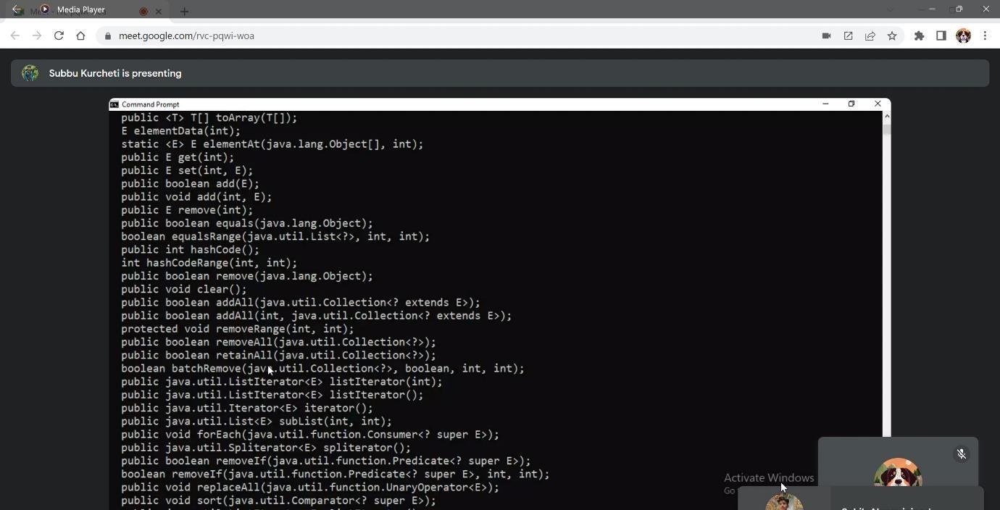 Media Player
meet.google.com/rvc-pqwi-woa
Subbu Kurcheti is presenting
Command Prompt
public <T> T[] toArray(T[]);
E elementData(int);
static <E> E elementAt(java.lang.Object[], int);
public E get(int);
public E set(int, E);
public boolean add(E);
public void add(int, E);
public E remove(int);
public boolean equals(java.lang.Object);
boolean equalsRange(java.util.List<?>, int, int);
public int hashCode();
int hashCodeRange(int, int);
public boolean remove(java.lang.Object);
public void clear();
public boolean addAll(java.util.Collection<? extends E>);
public boolean addAll(int, java.util.Collection<? extends E>);
protected void removeRange(int, int);
public boolean removeAll(java.util.Collection<?>);
public boolean retainAll(java.util.Collection<?>);
boolean batchRemove(java.util.Collection<?>, boolean, int, int);
public java.util.ListIterator<E> listIterator(int);
public java.util.ListIterator<E> listIterator();
public java.util.Iterator<E> iterator();
public java.util.List<E> subList(int, int);
public void forEach(java.util.function.Consumer<? super E>);
public java.util.Spliterator<E> spliterator();
public boolean removeIf(java.util.function.Predicate<? super E>);
boolean removeIf(java.util.function.Predicate<? super E>, int, int);
public void replaceAll(java.util.function.UnaryOperator<E>);
public void sort(java.util.Comparator<? super E>);
Activate Windows
Go